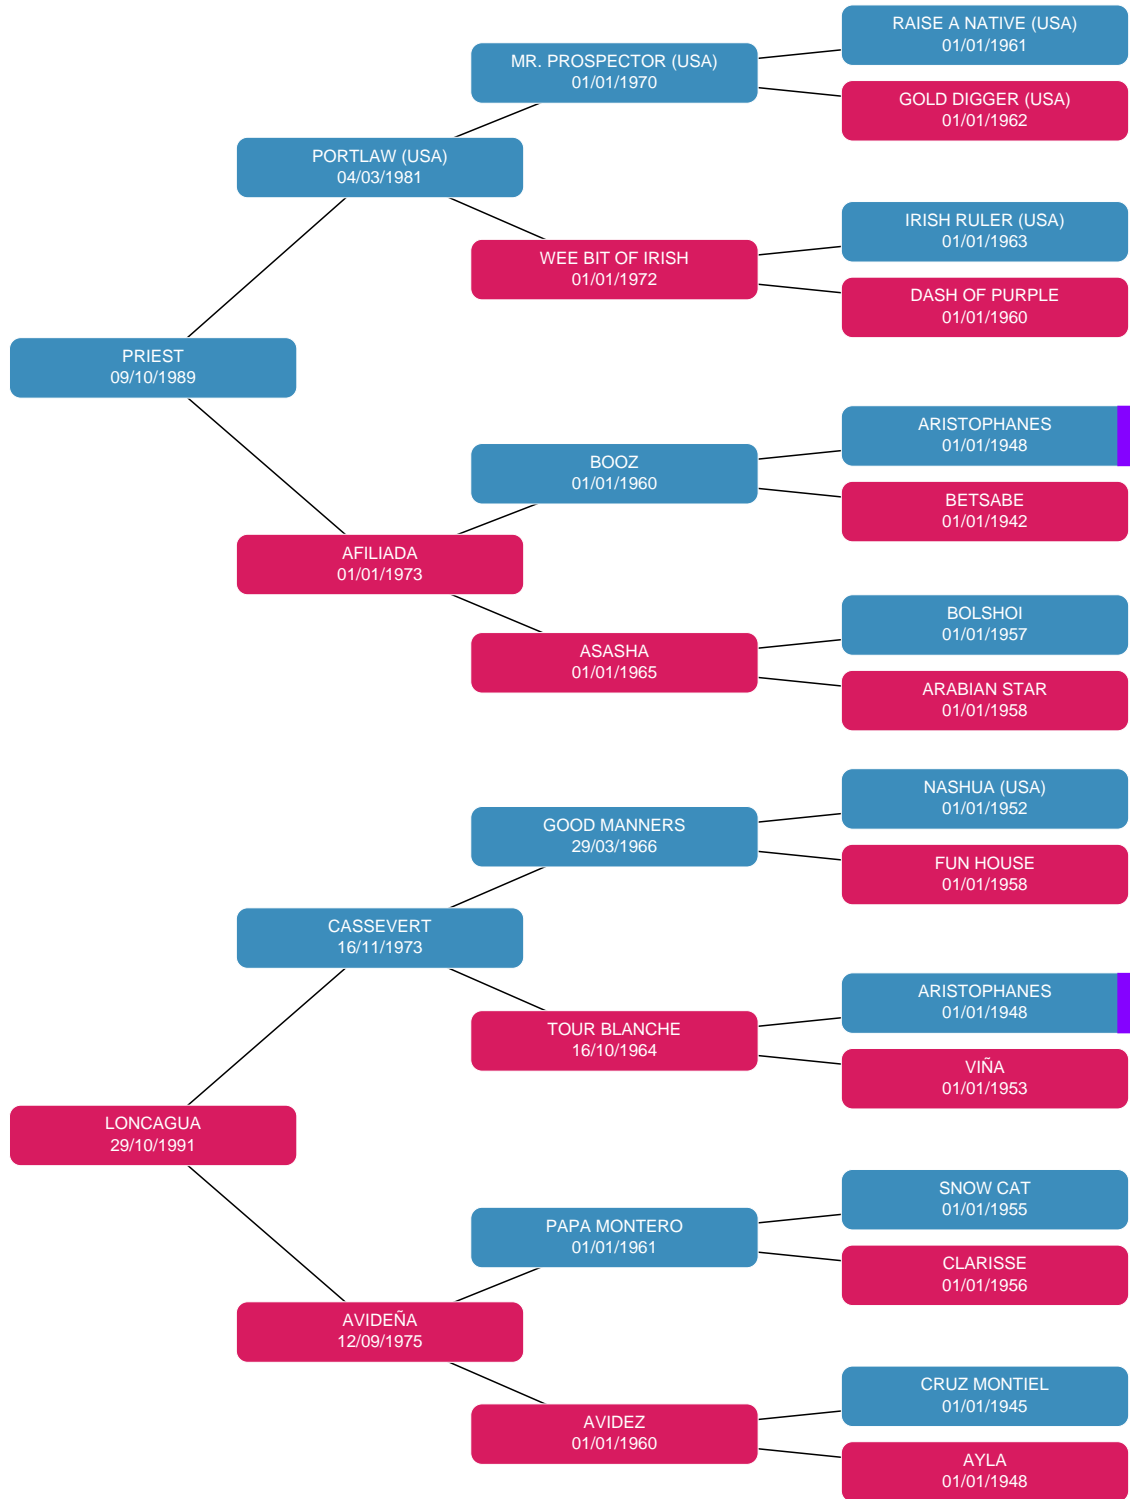 RAISE A NATIVE (USA)
01/01/1961
MR. PROSPECTOR (USA)
01/01/1970
GOLD DIGGER (USA)
01/01/1962
PORTLAW (USA)
04/03/1981
IRISH RULER (USA)
01/01/1963
WEE BIT OF IRISH
01/01/1972
DASH OF PURPLE
01/01/1960
PRIEST
09/10/1989
ARISTOPHANES
01/01/1948
BOOZ
01/01/1960
BETSABE
01/01/1942
AFILIADA
01/01/1973
BOLSHOI
01/01/1957
ASASHA
01/01/1965
ARABIAN STAR
01/01/1958
NASHUA (USA)
01/01/1952
GOOD MANNERS
29/03/1966
FUN HOUSE
01/01/1958
CASSEVERT
16/11/1973
ARISTOPHANES
01/01/1948
TOUR BLANCHE
16/10/1964
VIÑA
01/01/1953
LONCAGUA
29/10/1991
SNOW CAT
01/01/1955
PAPA MONTERO
01/01/1961
CLARISSE
01/01/1956
AVIDEÑA
12/09/1975
CRUZ MONTIEL
01/01/1945
AVIDEZ
01/01/1960
AYLA
01/01/1948